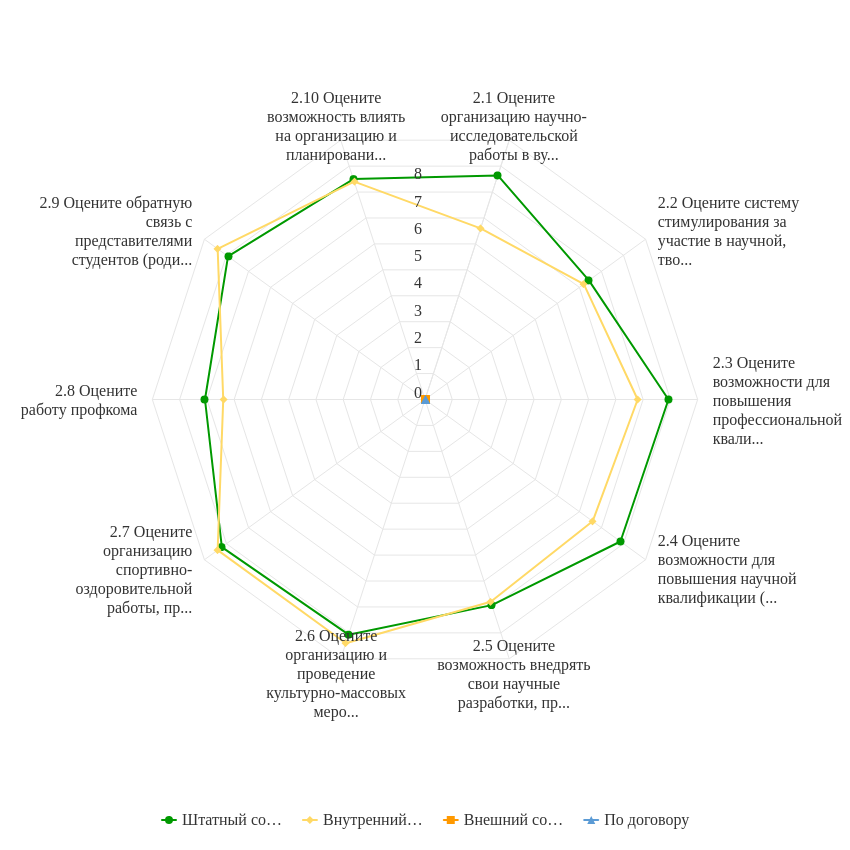 2.10 Оцените
возможность влиять
на организацию и
планировани...
2.1 Оцените
организацию научно-
исследовательской
работы в ву...
2.2 Оцените систему
стимулирования за
участие в научной,
тво...
2.3 Оцените
возможности для
повышения
профессиональной
квали...
2.4 Оцените
возможности для
повышения научной
квалификации (...
2.5 Оцените
возможность внедрять
свои научные
разработки, пр...
2.6 Оцените
организацию и
проведение
культурно-массовых
меро...
2.7 Оцените
организацию
спортивно-
оздоровительной
работы, пр...
2.8 Оцените
работу профкома
2.9 Оцените обратную
связь с
представителями
студентов (роди...
8
7
6
5
4
3
2
1
0
Штатный со… Внутренний… Внешний со… По договору